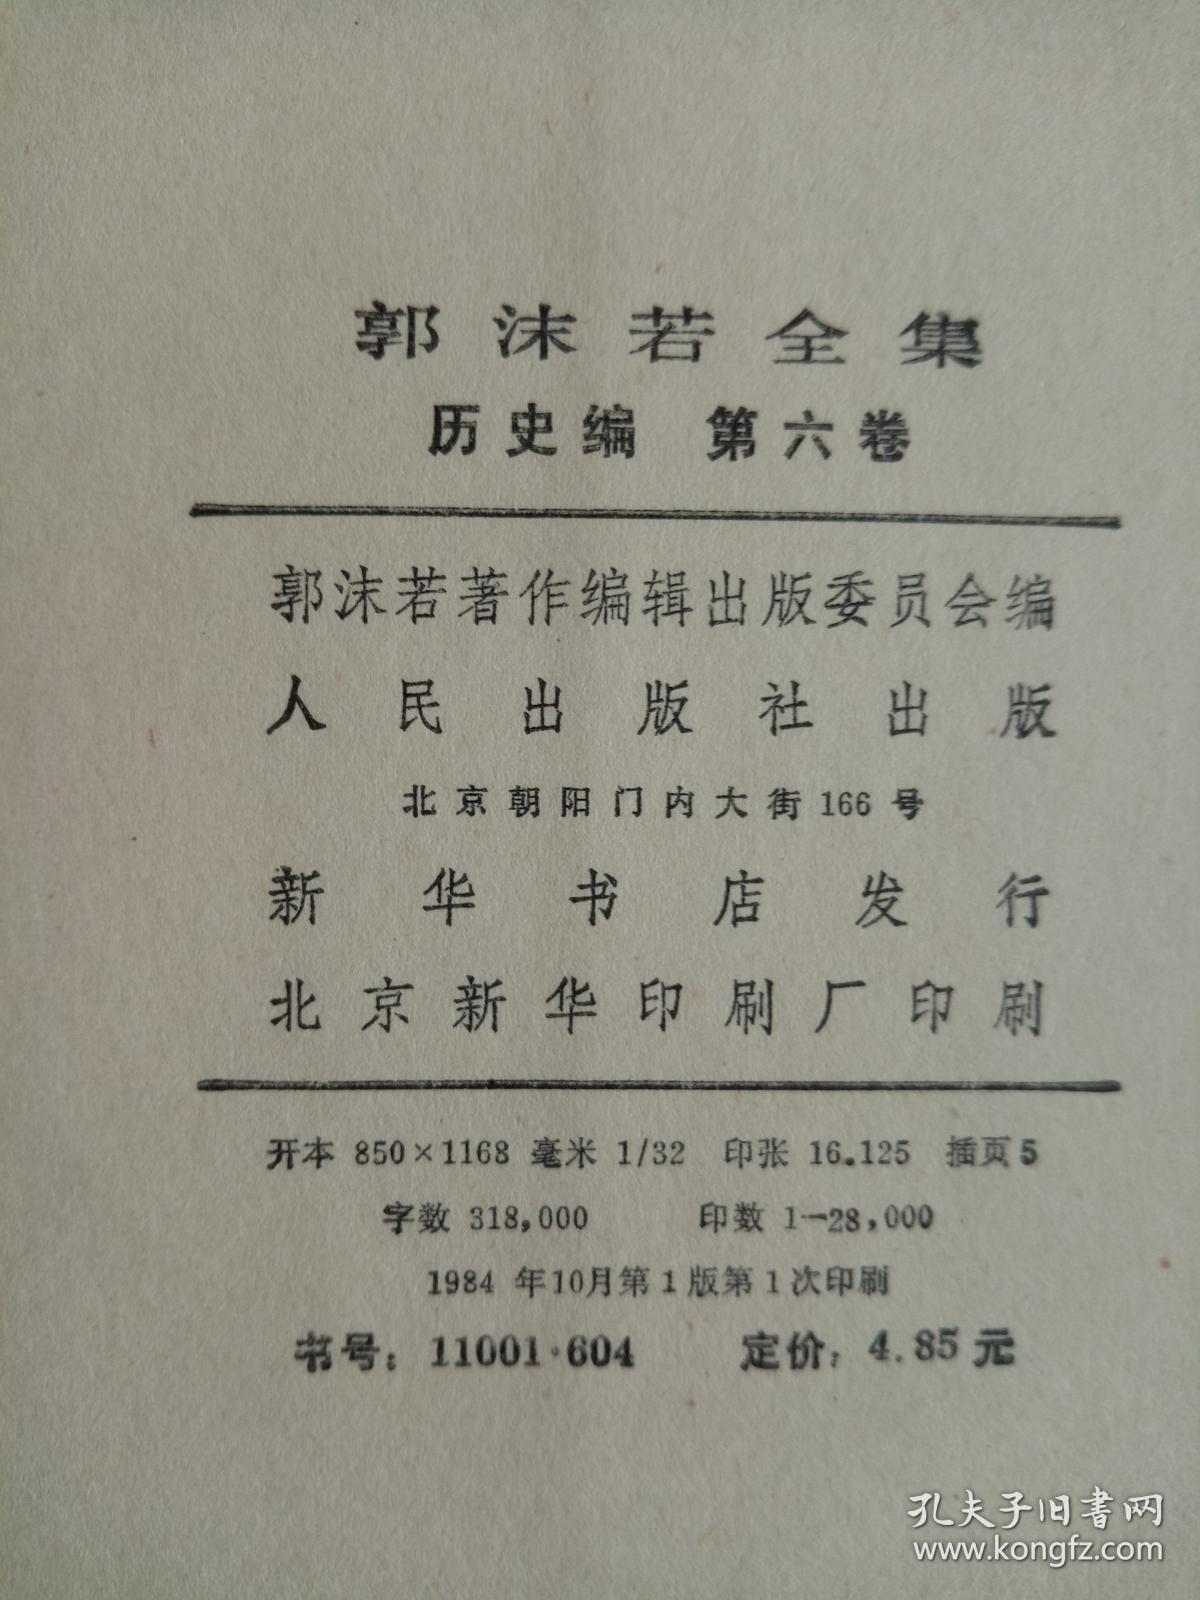 郭沫若全集
历史编 第六卷
郭沫若著作编辑出版委员会编
人民出版社出版
北京朝阳门内大街166号
新华书店发行
北京新华印刷厂印刷
开本 850×1168 毫米 1/32 印张 16.125 插页5
字数 318,000 印数 1—28,000
1984 年10月第1版第1次印刷
书号：11001·604 定价：4.85元
孔夫子旧书网
www.kongfz.com